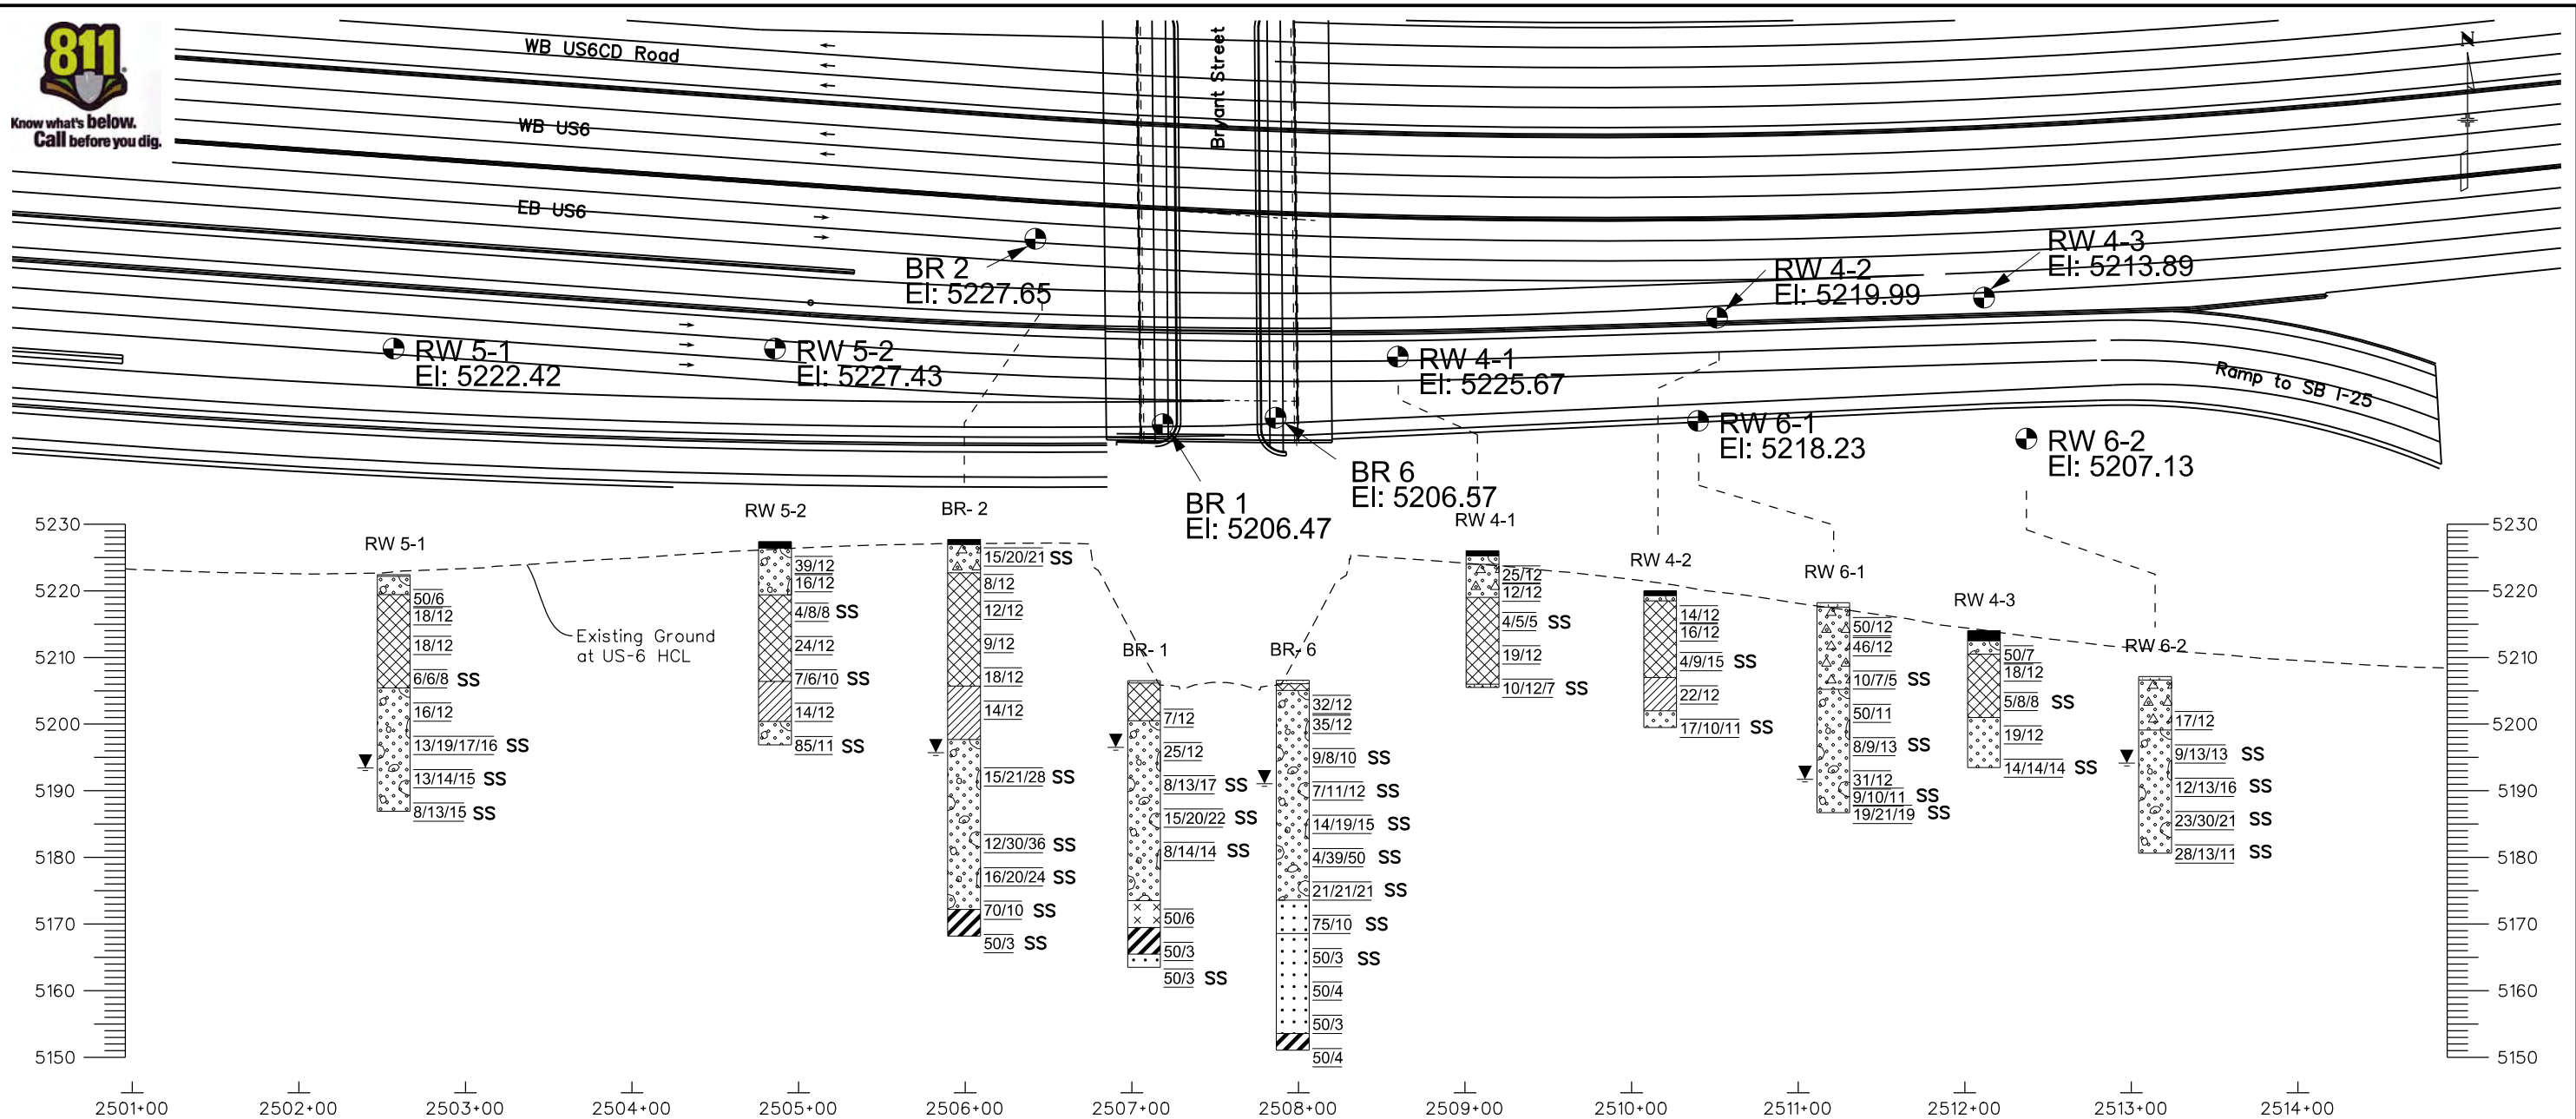 811
Know what's below.
Call before you dig.
WB US6CD Road
WB US6
EB US6
Bryant Street
N
BR 2
El: 5227.65
RW 5-1
El: 5222.42
RW 5-2
El: 5227.43
RW 4-1
El: 5225.67
RW 4-2
El: 5219.99
RW 4-3
El: 5213.89
RW 6-1
El: 5218.23
RW 6-2
El: 5207.13
Ramp to SB I-25
BR 1
El: 5206.47
BR 6
El: 5206.57
5230
5220
5210
5200
5190
5180
5170
5160
5150
Existing Ground
at US-6 HCL
RW 5-1
50/6
18/12
18/12
6/6/8 SS
16/12
13/19/17/16 SS
13/14/15 SS
8/13/15 SS
RW 5-2
39/12
16/12
4/8/8 SS
24/12
7/6/10 SS
14/12
85/11 SS
BR- 2
15/20/21 SS
8/12
12/12
9/12
18/12
14/12
15/21/28 SS
12/30/36 SS
16/20/24 SS
70/10 SS
50/3 SS
BR- 1
7/12
25/12
8/13/17 SS
15/20/22 SS
8/14/14 SS
50/6
50/3
50/3 SS
BR- 6
32/12
35/12
9/8/10 SS
7/11/12 SS
14/19/15 SS
4/39/50 SS
21/21/21 SS
75/10 SS
50/3 SS
50/4
50/3
50/4
RW 4-1
25/12
12/12
4/5/5 SS
19/12
10/12/7 SS
RW 4-2
14/12
16/12
4/9/15 SS
22/12
17/10/11 SS
RW 6-1
50/12
46/12
10/7/5 SS
50/11
8/9/13 SS
31/12
9/10/11 SS
19/21/19 SS
RW 4-3
50/7
18/12
5/8/8 SS
19/12
14/14/14 SS
RW 6-2
17/12
9/13/13 SS
12/13/16 SS
23/30/21 SS
28/13/11 SS
5230
5220
5210
5200
5190
5180
5170
5160
5150
2501+00
2502+00
2503+00
2504+00
2505+00
2506+00
2507+00
2508+00
2509+00
2510+00
2511+00
2512+00
2513+00
2514+00